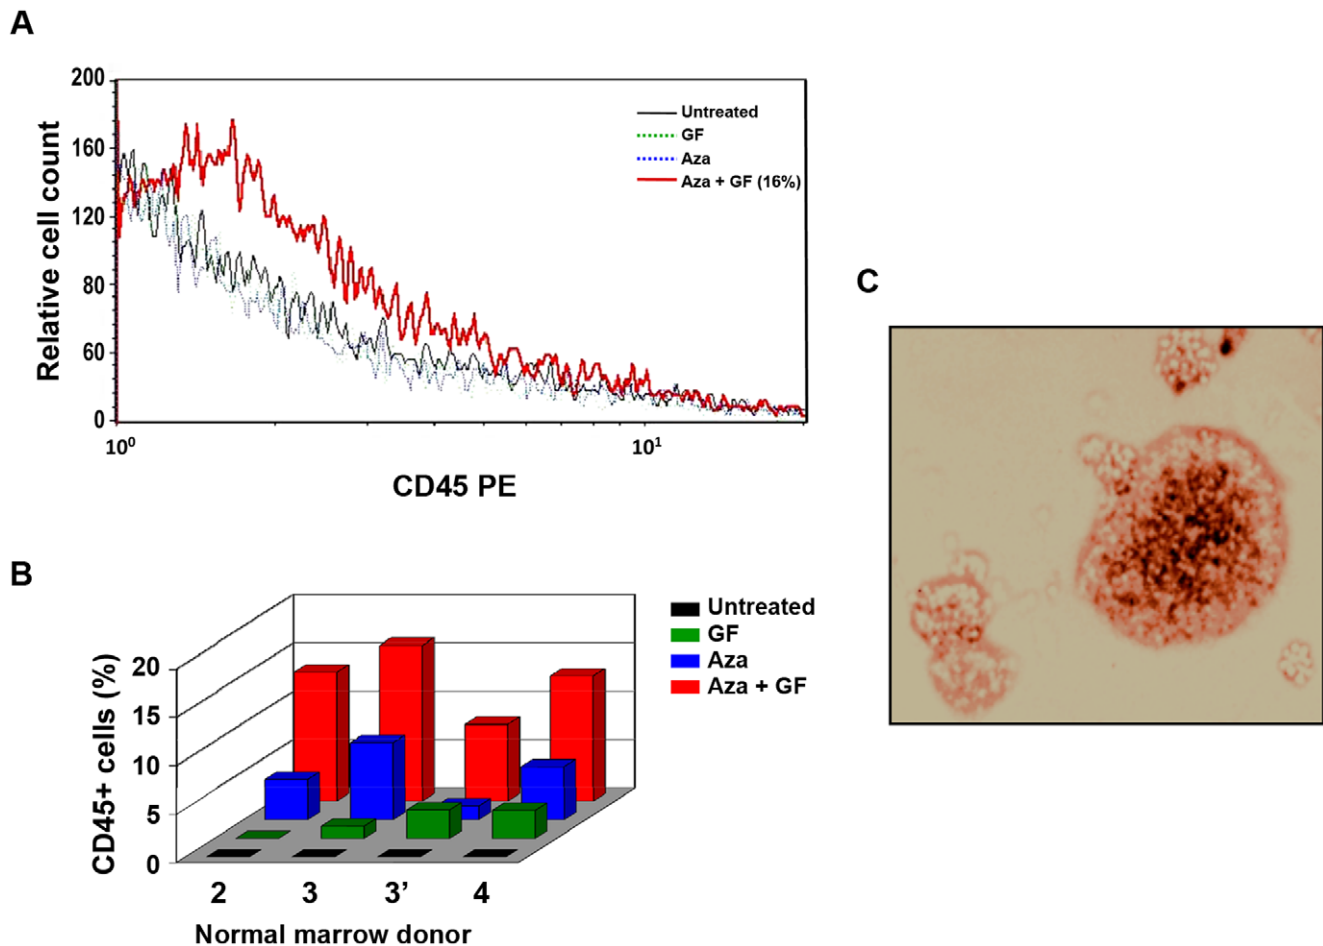 A
200
160
120
80
60
0
Relative cell count
Untreated
GF
Aza
Aza + GF (16%)
10⁰
10¹
CD45 PE
B
20
15
10
5
0
CD45+ cells (%)
Untreated
GF
Aza
Aza + GF
2 3 3’ 4
Normal marrow donor
C